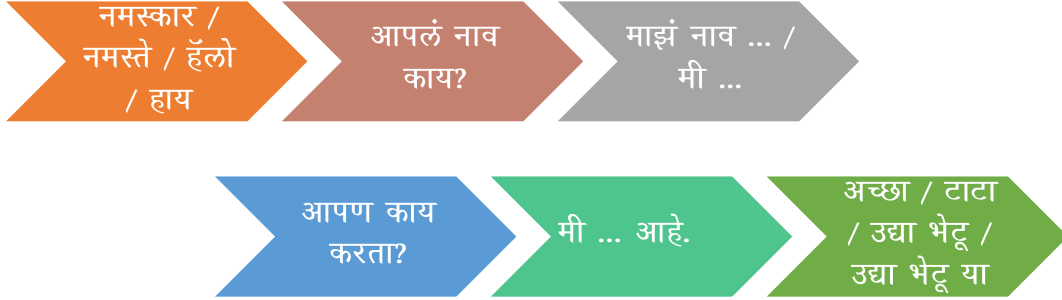 नमस्कार /
नमस्ते / हॅलो
/ हाय
आपलं नाव
काय?
माझं नाव ... /
मी ...
आपण काय
करता?
मी ... आहे.
अच्छा / टाटा
/ उद्या भेटू /
उद्या भेटू या